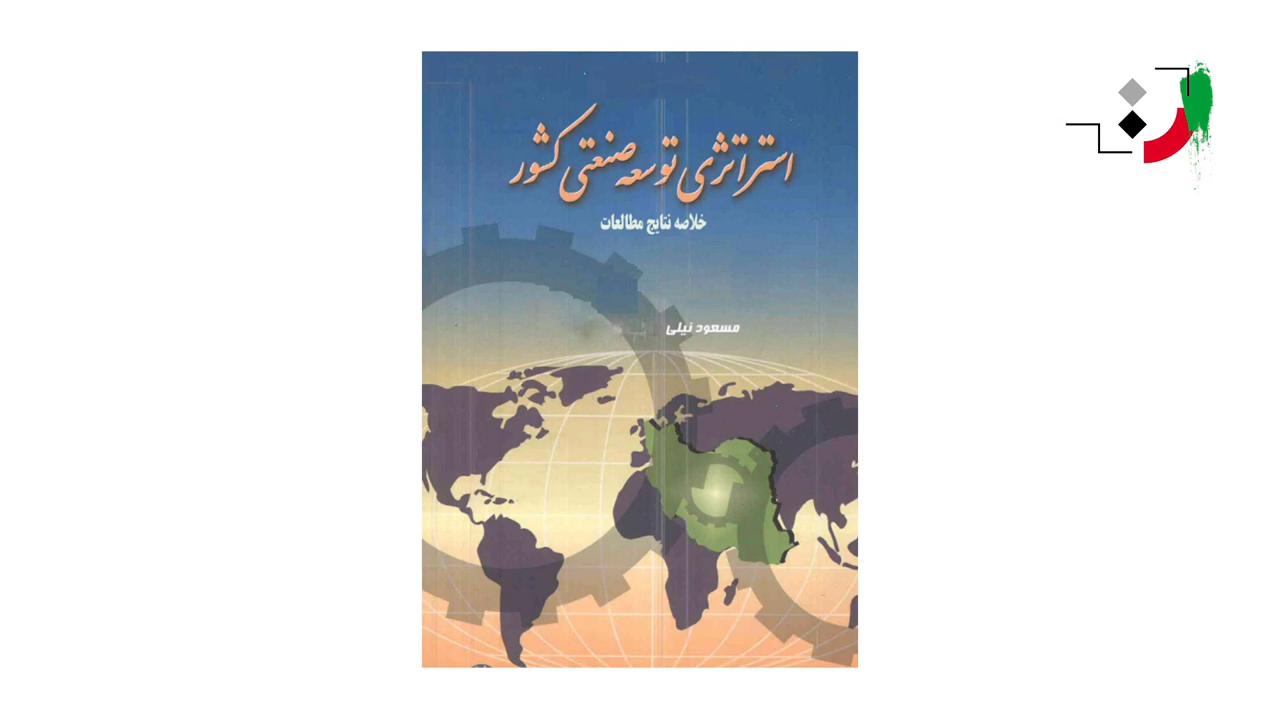 استراتژی توسعه صنعتی کشور
خلاصه نتایج مطالعات
مسعود نیلی